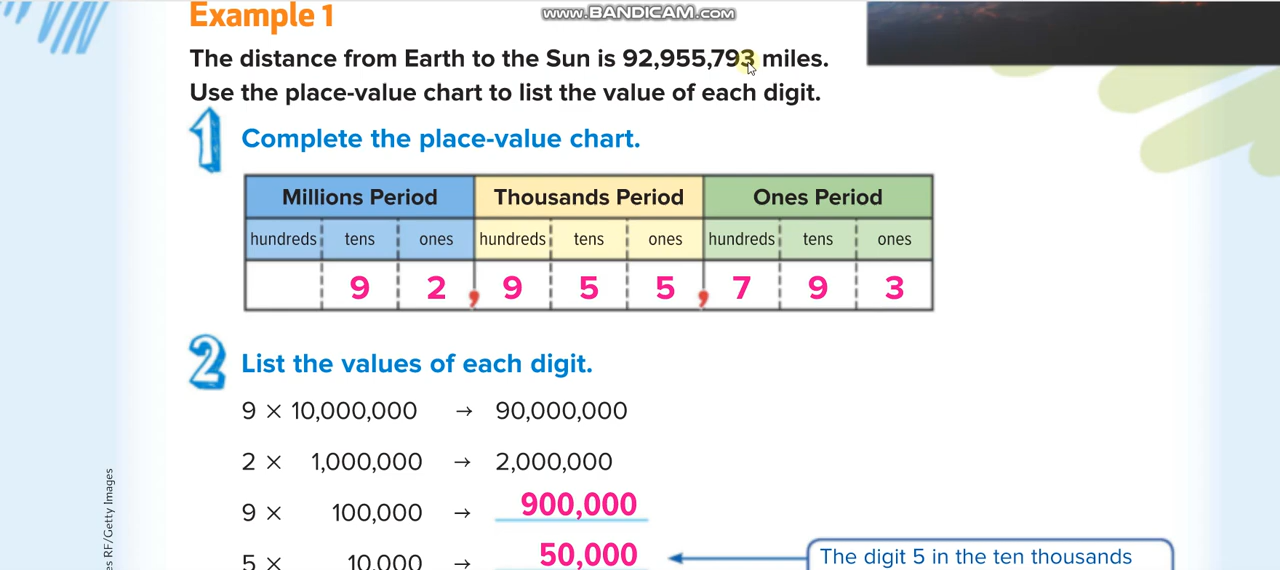 www.BANDICAM.com
Example 1
The distance from Earth to the Sun is 92,955,793 miles.
Use the place-value chart to list the value of each digit.
1 Complete the place-value chart.
Millions Period Thousands Period Ones Period
hundreds tens ones hundreds tens ones hundreds tens ones
9 2 , 9 5 5 , 7 9 3
2 List the values of each digit.
9 × 10,000,000 → 90,000,000
2 × 1,000,000 → 2,000,000
9 × 100,000 → 900,000
5 × 10,000 → 50,000
The digit 5 in the ten thousands
es RF/Getty Images